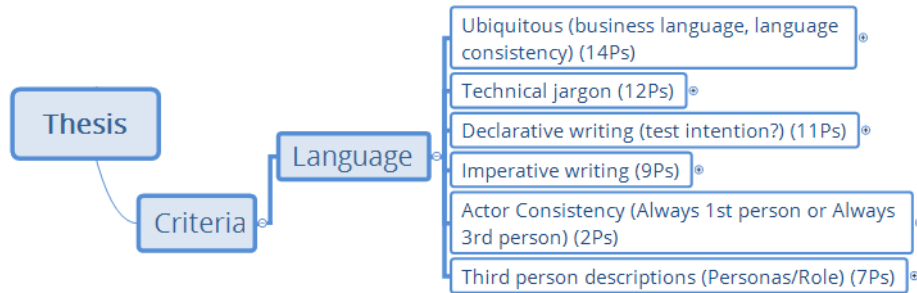 Thesis
Criteria
Language
Ubiquitous (business language, language
consistency) (14Ps)
Technical jargon (12Ps)
Declarative writing (test intention?) (11Ps)
Imperative writing (9Ps)
Actor Consistency (Always 1st person or Always
3rd person) (2Ps)
Third person descriptions (Personas/Role) (7Ps)